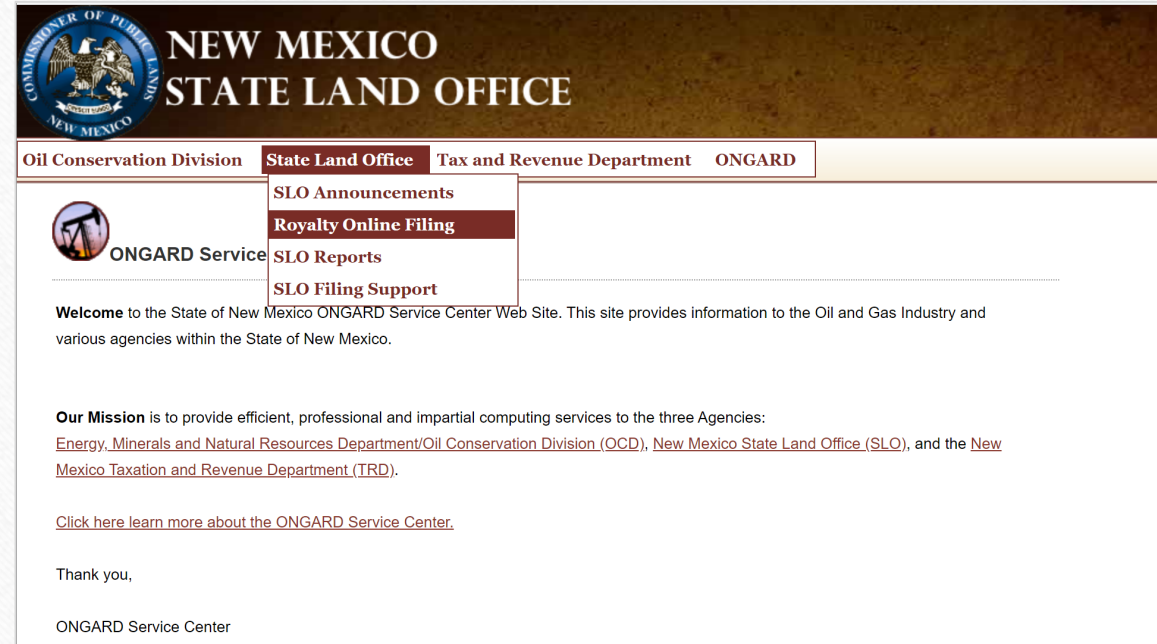 COMMISSIONER OF PUBLIC LANDS
NEW MEXICO
NEW MEXICO
STATE LAND OFFICE
Oil Conservation Division State Land Office Tax and Revenue Department ONGARD
SLO Announcements
Royalty Online Filing
SLO Reports
SLO Filing Support
ONGARD Service
Welcome to the State of New Mexico ONGARD Service Center Web Site. This site provides information to the Oil and Gas Industry and
various agencies within the State of New Mexico.
Our Mission is to provide efficient, professional and impartial computing services to the three Agencies:
Energy, Minerals and Natural Resources Department/Oil Conservation Division (OCD), New Mexico State Land Office (SLO), and the New
Mexico Taxation and Revenue Department (TRD).
Click here learn more about the ONGARD Service Center.
Thank you,
ONGARD Service Center